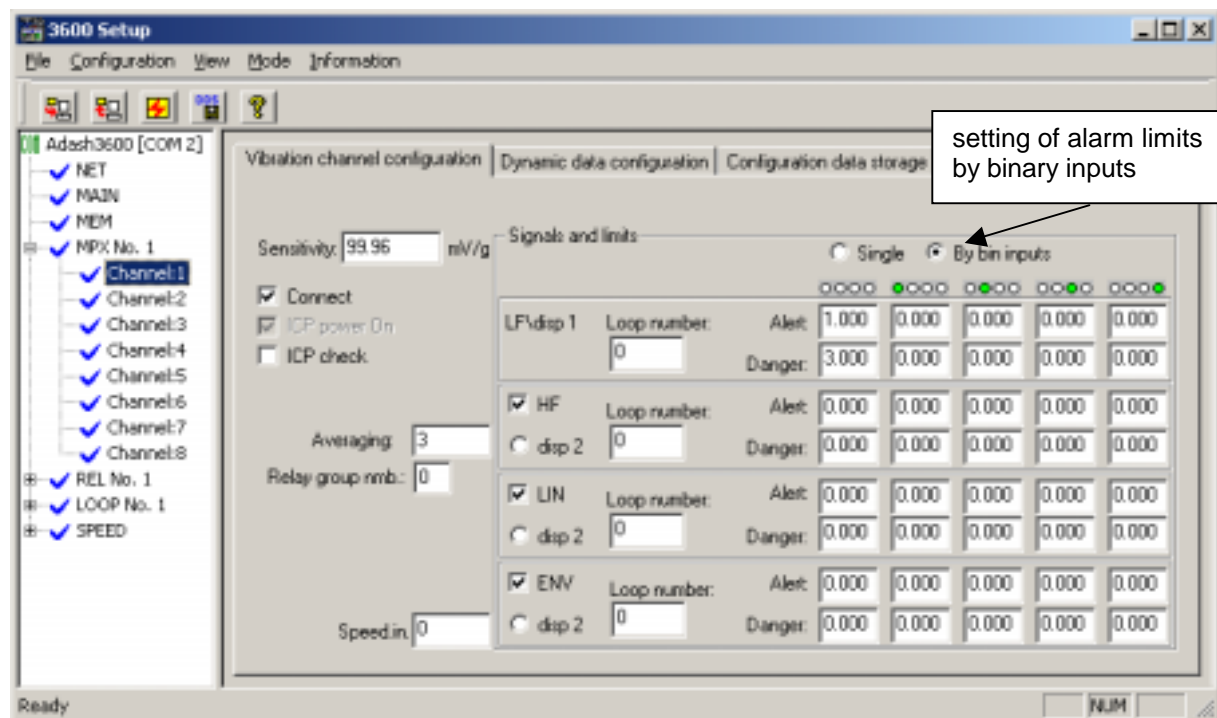 3600 Setup
File Configuration View Mode Information
setting of alarm limits
by binary inputs
Adash3600 [COM 2]
NET
MAIN
MEM
MPX No. 1
Channel:1
Channel:2
Channel:3
Channel:4
Channel:5
Channel:6
Channel:7
Channel:8
REL No. 1
LOOP No. 1
SPEED
Vibration channel configuration Dynamic data configuration Configuration data storage
Sensitivity: 99.96 mV/g
Connect
ICP power On
ICP check
Averaging: 3
Relay group nmb.: 0
Speed.in. 0
Signals and limits
Single By bin inputs
LF\disp 1 Loop number: Alert: 1.000 0.000 0.000 0.000 0.000
0 Danger: 3.000 0.000 0.000 0.000 0.000
HF Loop number: Alert: 0.000 0.000 0.000 0.000 0.000
disp 2 0 Danger: 0.000 0.000 0.000 0.000 0.000
LIN Loop number: Alert: 0.000 0.000 0.000 0.000 0.000
disp 2 0 Danger: 0.000 0.000 0.000 0.000 0.000
ENV Loop number: Alert: 0.000 0.000 0.000 0.000 0.000
disp 2 0 Danger: 0.000 0.000 0.000 0.000 0.000
Ready
NUM